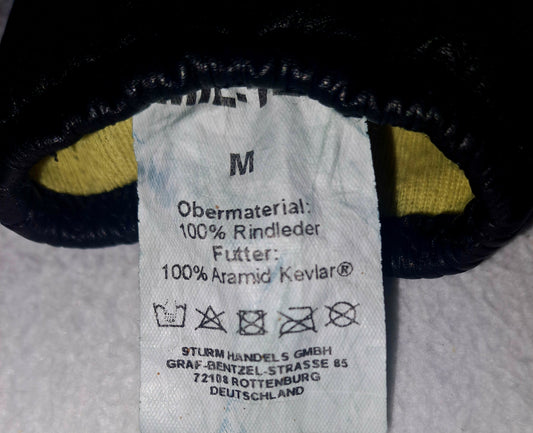 M
Obermaterial:
100% Rindleder
Futter:
100% Aramid Kevlar®
STURM HANDELS GMBH
GRAF-BENTZEL-STRASSE 85
72108 ROTTENBURG
DEUTSCHLAND